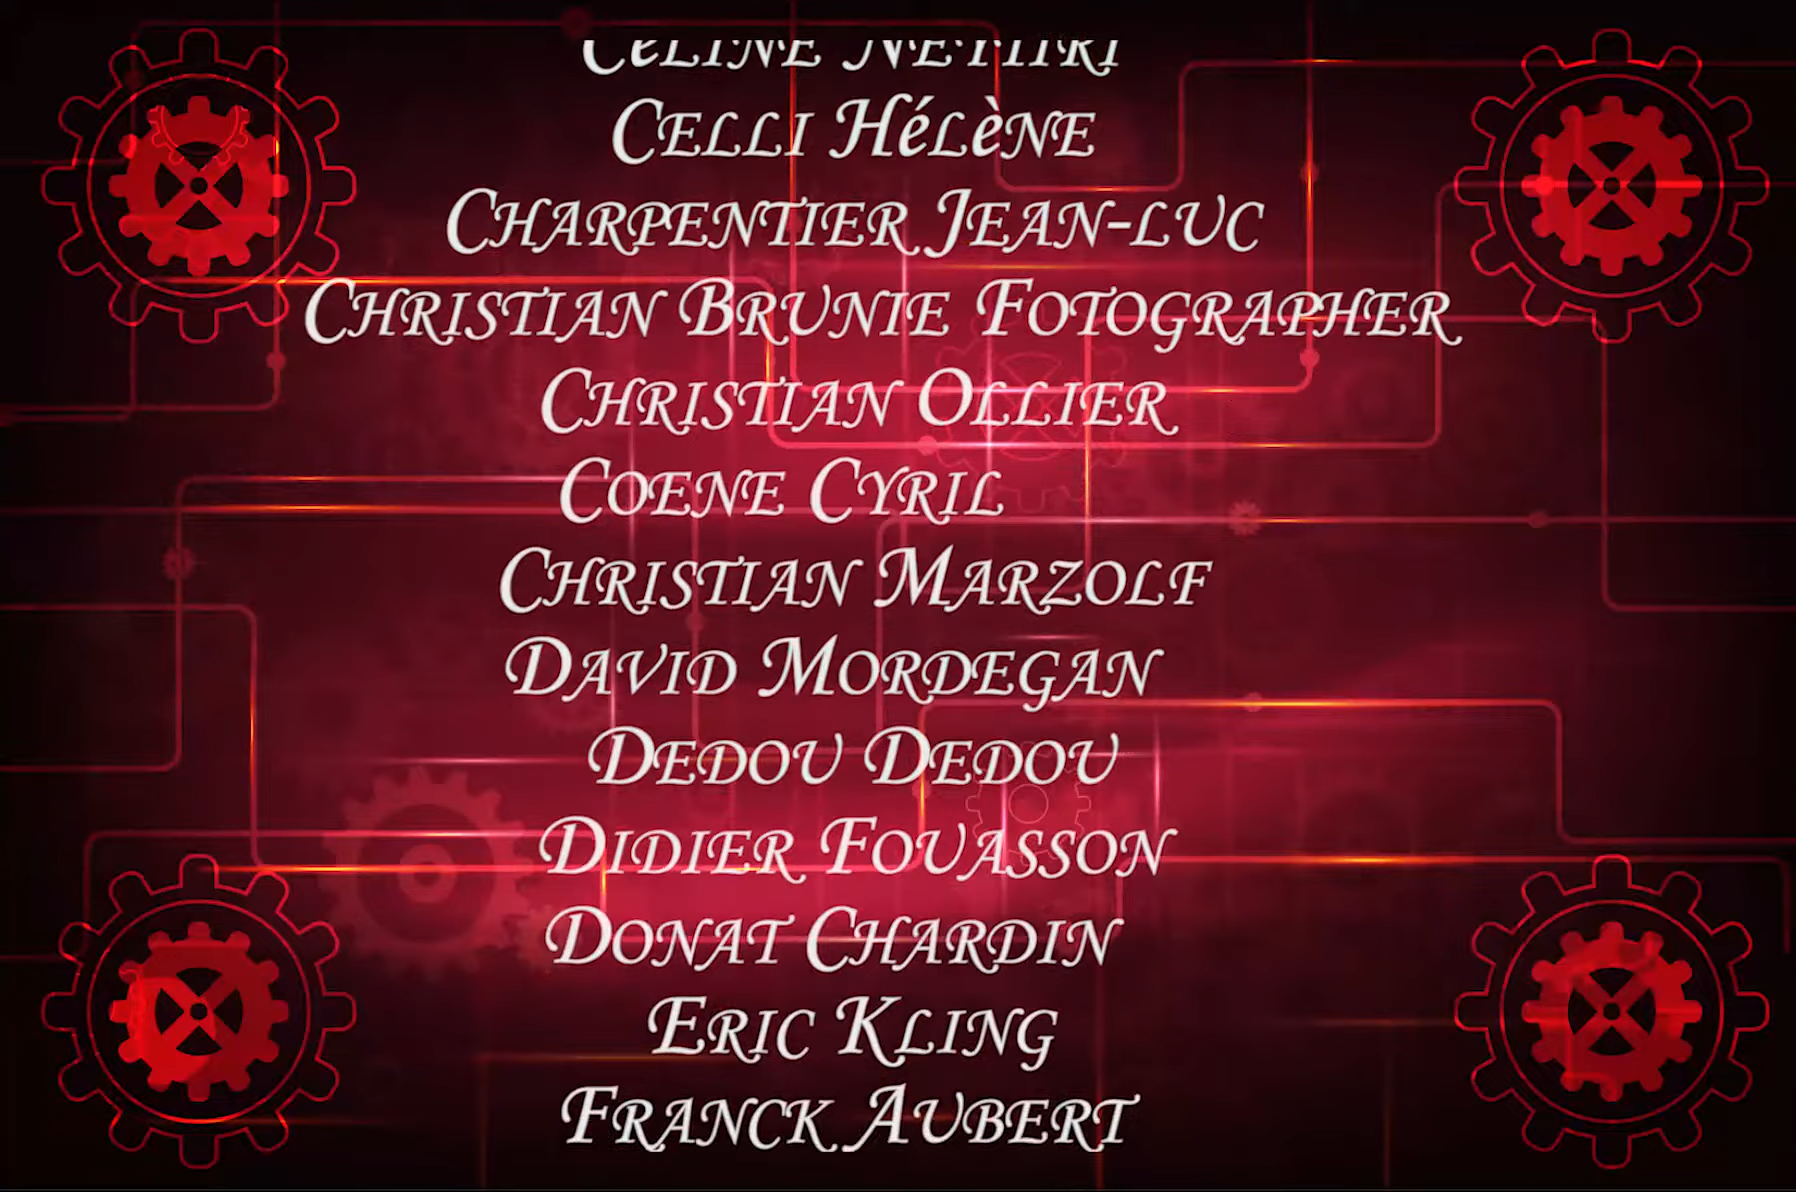 Céline
Celli Hélène
Charpentier Jean-luc
Christian Brunie Fotographer
Christian Ollier
Coene Cyril
Christian Marzolf
David Mordegan
Dedou Dedou
Didier Fouasson
Donat Chardin
Eric Kling
Franck Aubert